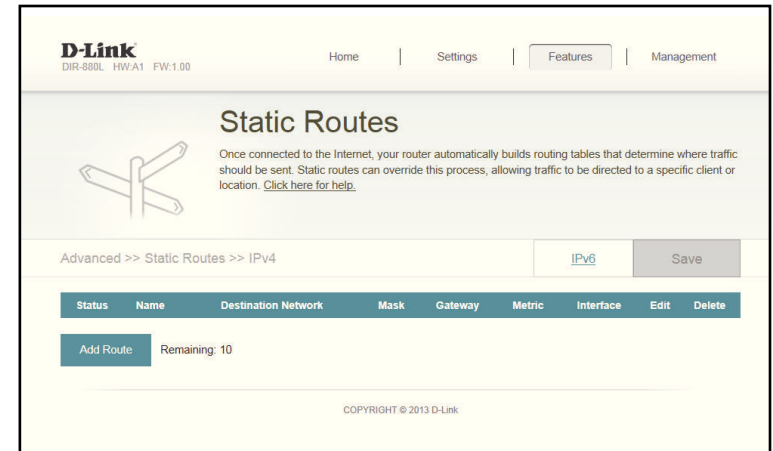 D-Link
DIR-880L HW:A1 FW:1.00
Home | Settings | Features | Management
Static Routes
Once connected to the Internet, your router automatically builds routing tables that determine where traffic
should be sent. Static routes can override this process, allowing traffic to be directed to a specific client or
location. Click here for help.
Advanced >> Static Routes >> IPv4 IPv6 Save
Status Name Destination Network Mask Gateway Metric Interface Edit Delete
Add Route Remaining: 10
COPYRIGHT © 2013 D-Link